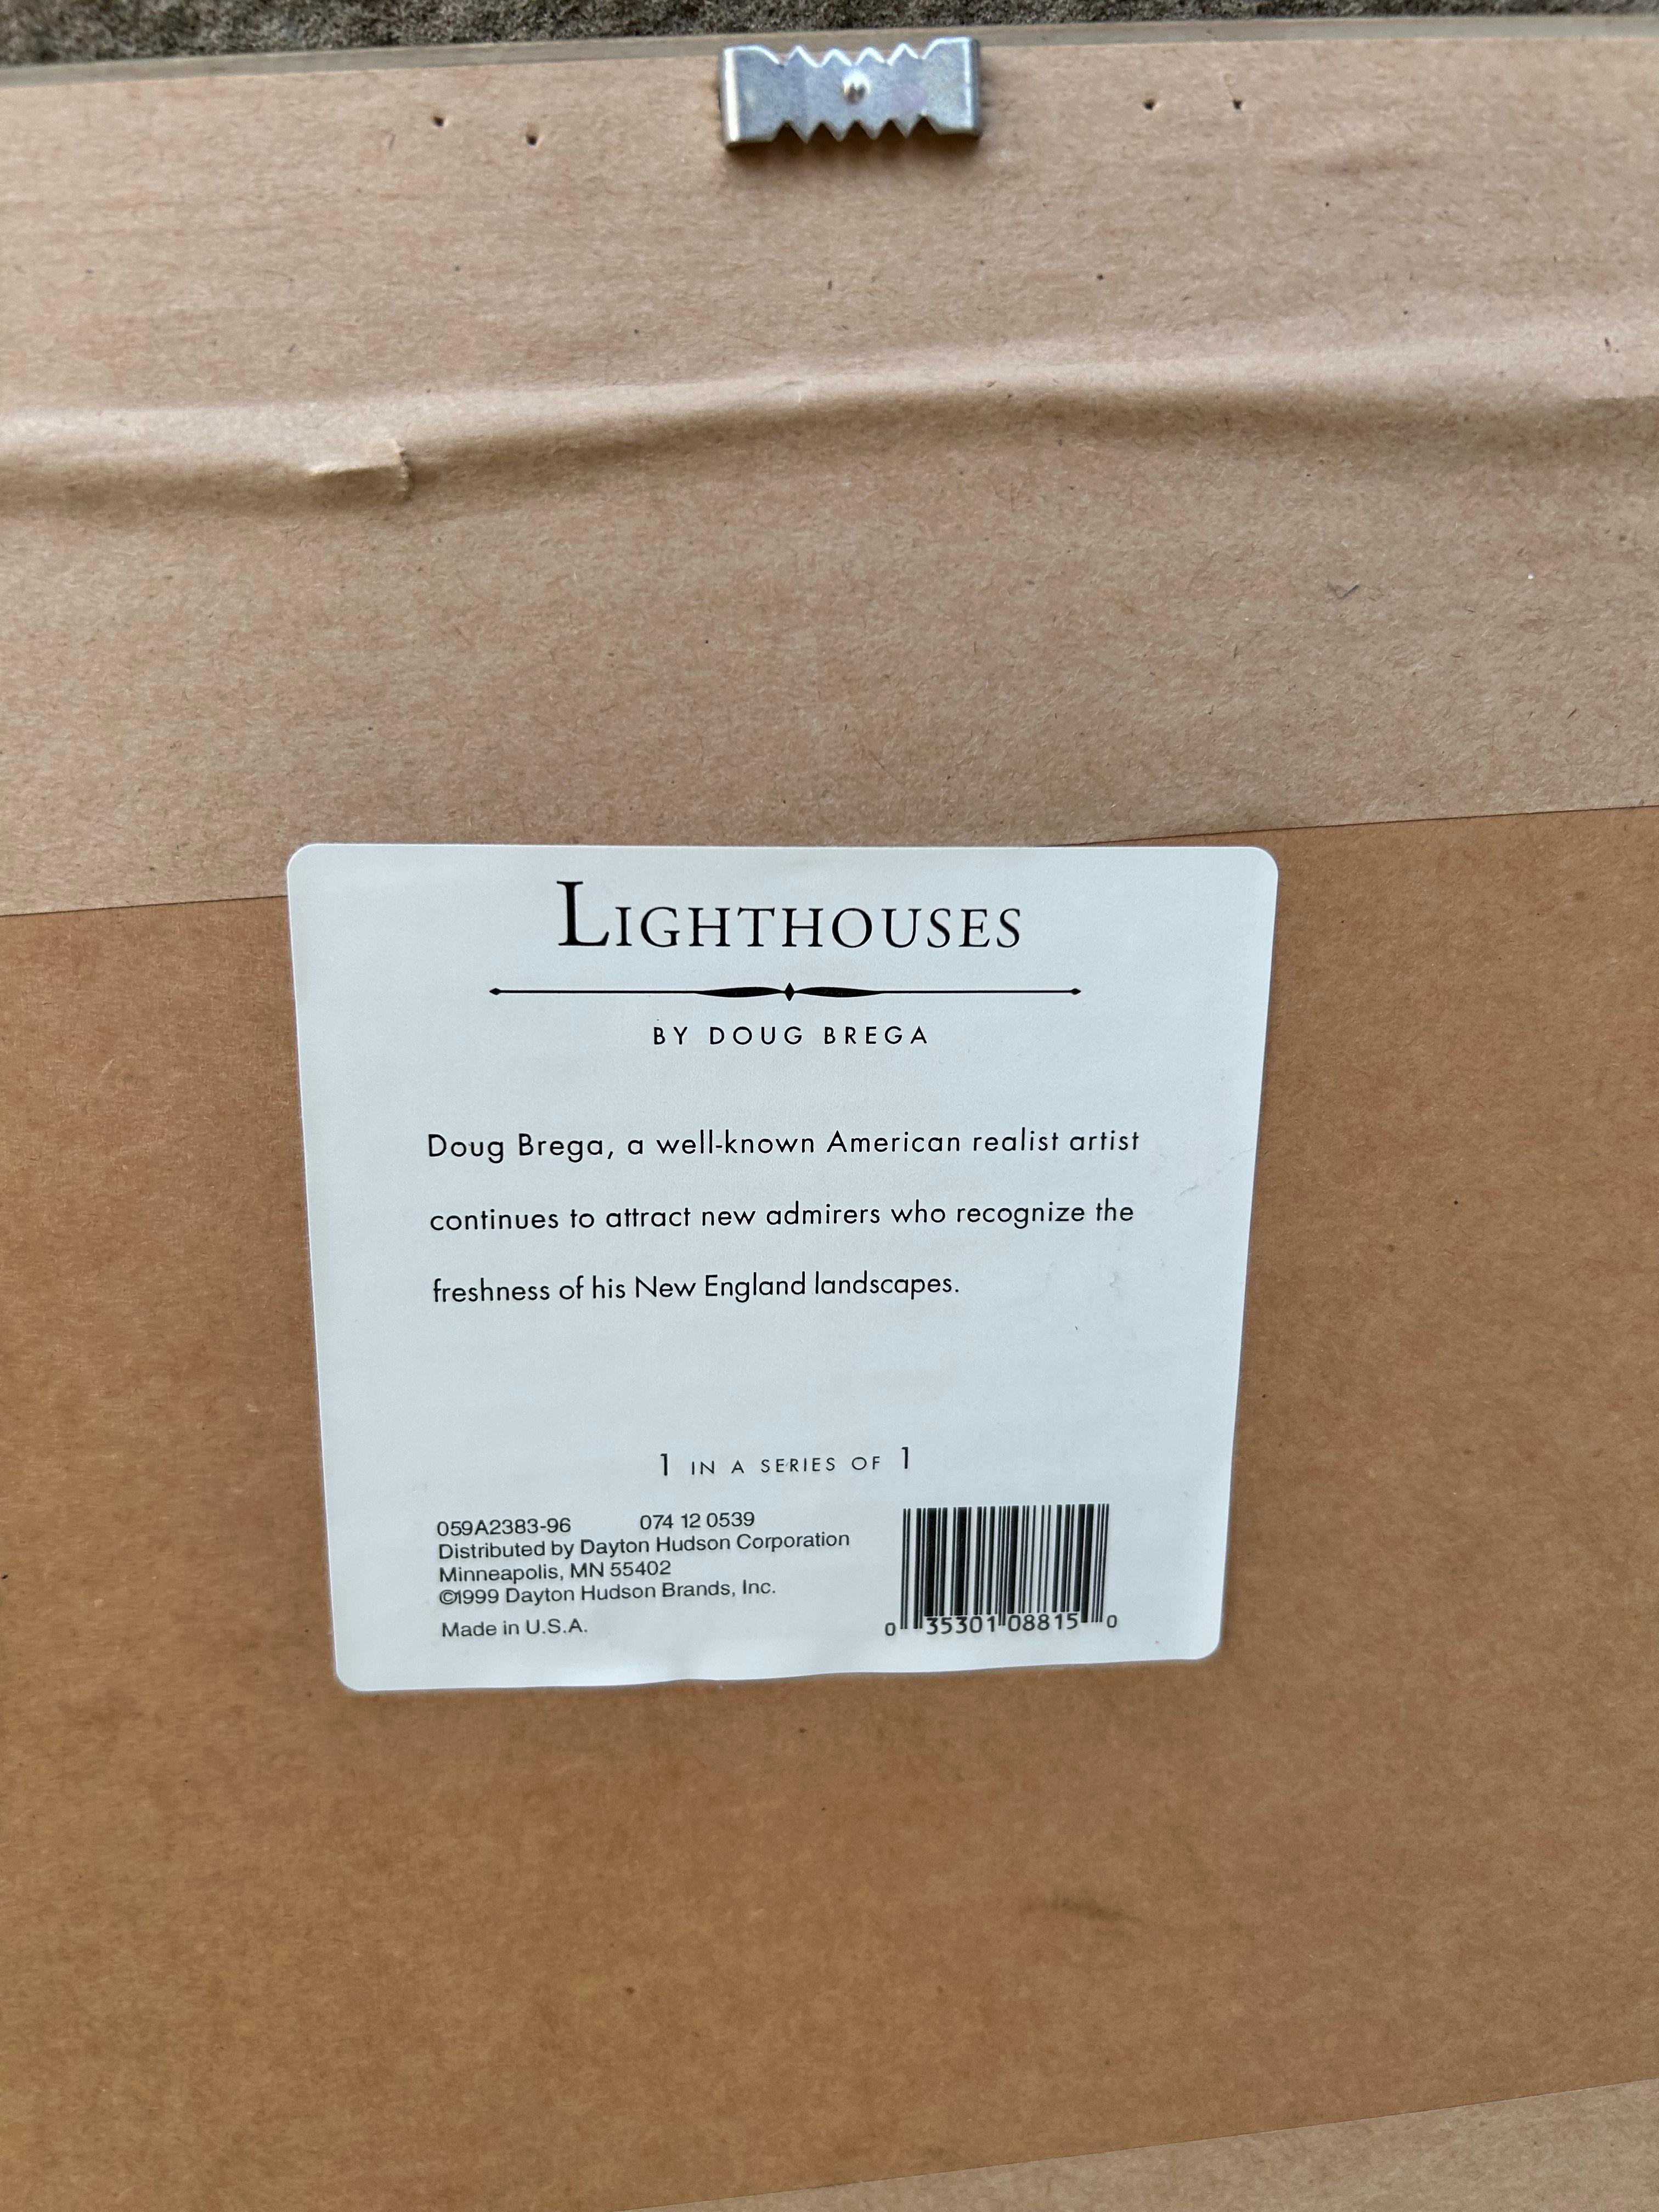 LIGHTHOUSES
BY DOUG BREGA
Doug Brega, a well-known American realist artist
continues to attract new admirers who recognize the
freshness of his New England landscapes.
1 IN A SERIES OF 1
059A2383-96 074 12 0539
Distributed by Dayton Hudson Corporation
Minneapolis, MN 55402
©1999 Dayton Hudson Brands, Inc.
Made in U.S.A.
0 35301 08815 0